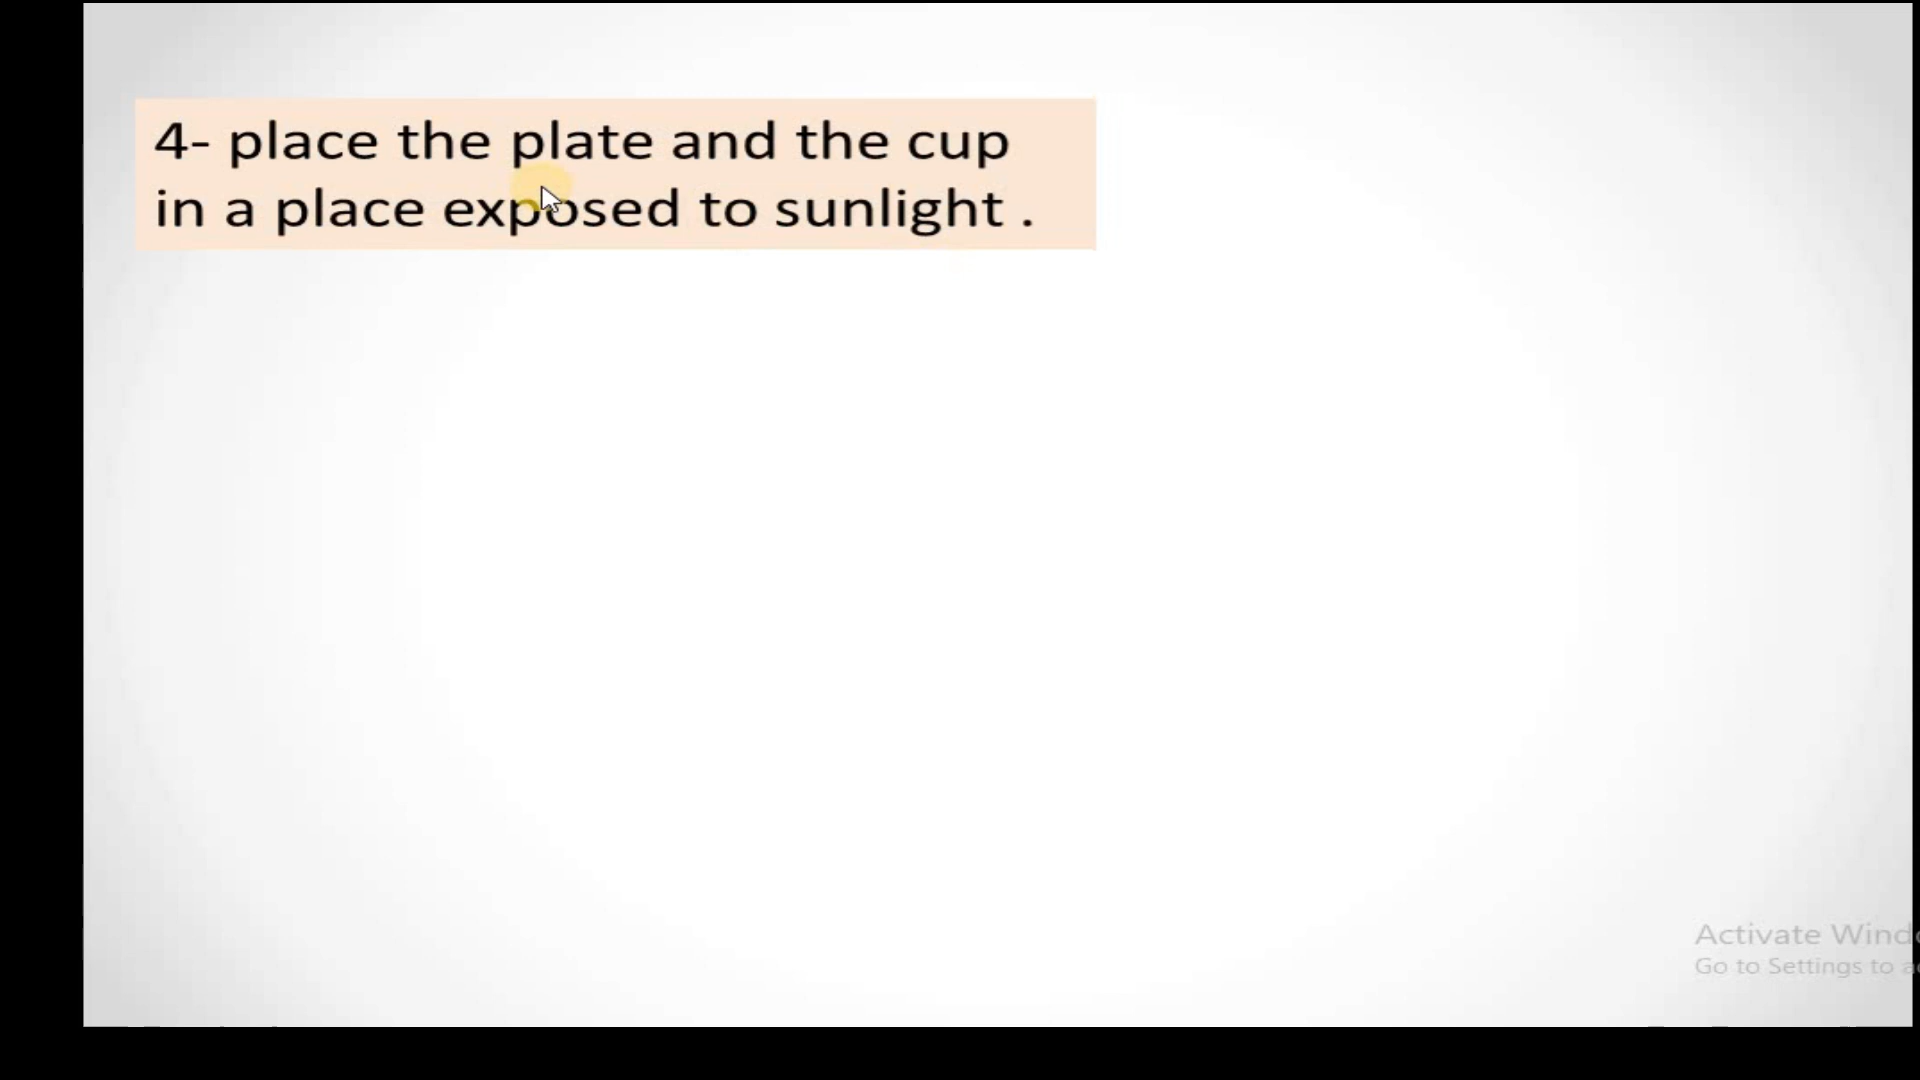 4- place the plate and the cup
in a place exposed to sunlight .
Activate Wind
Go to Settings to a